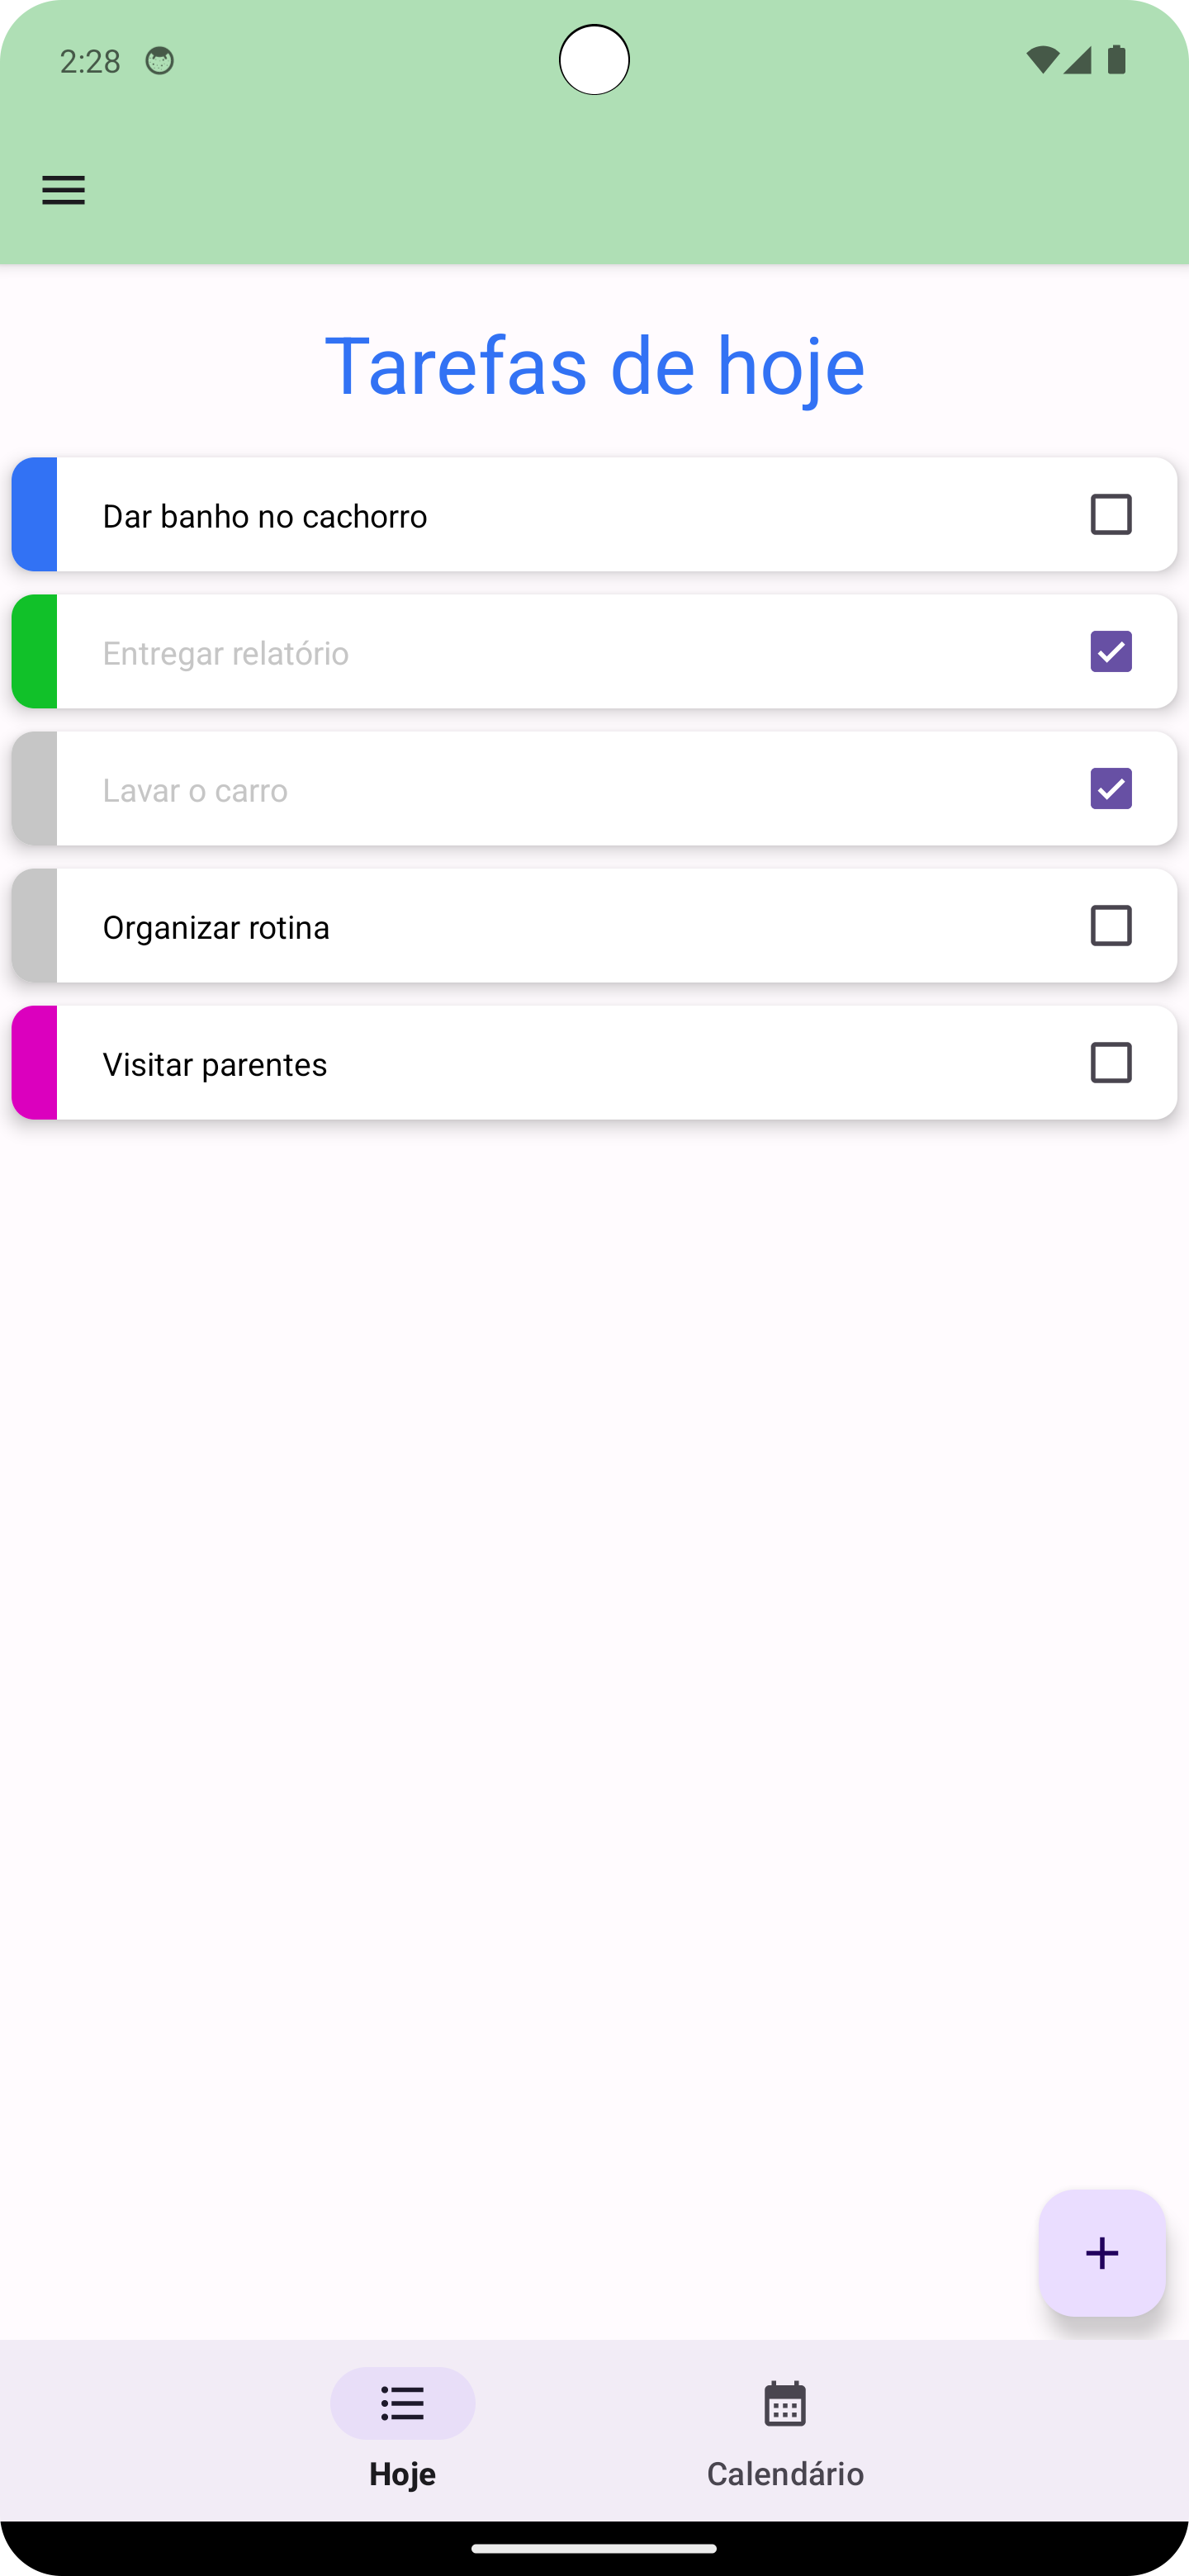 2:28
Tarefas de hoje
Dar banho no cachorro
Entregar relatório
Lavar o carro
Organizar rotina
Visitar parentes
Hoje
Calendário